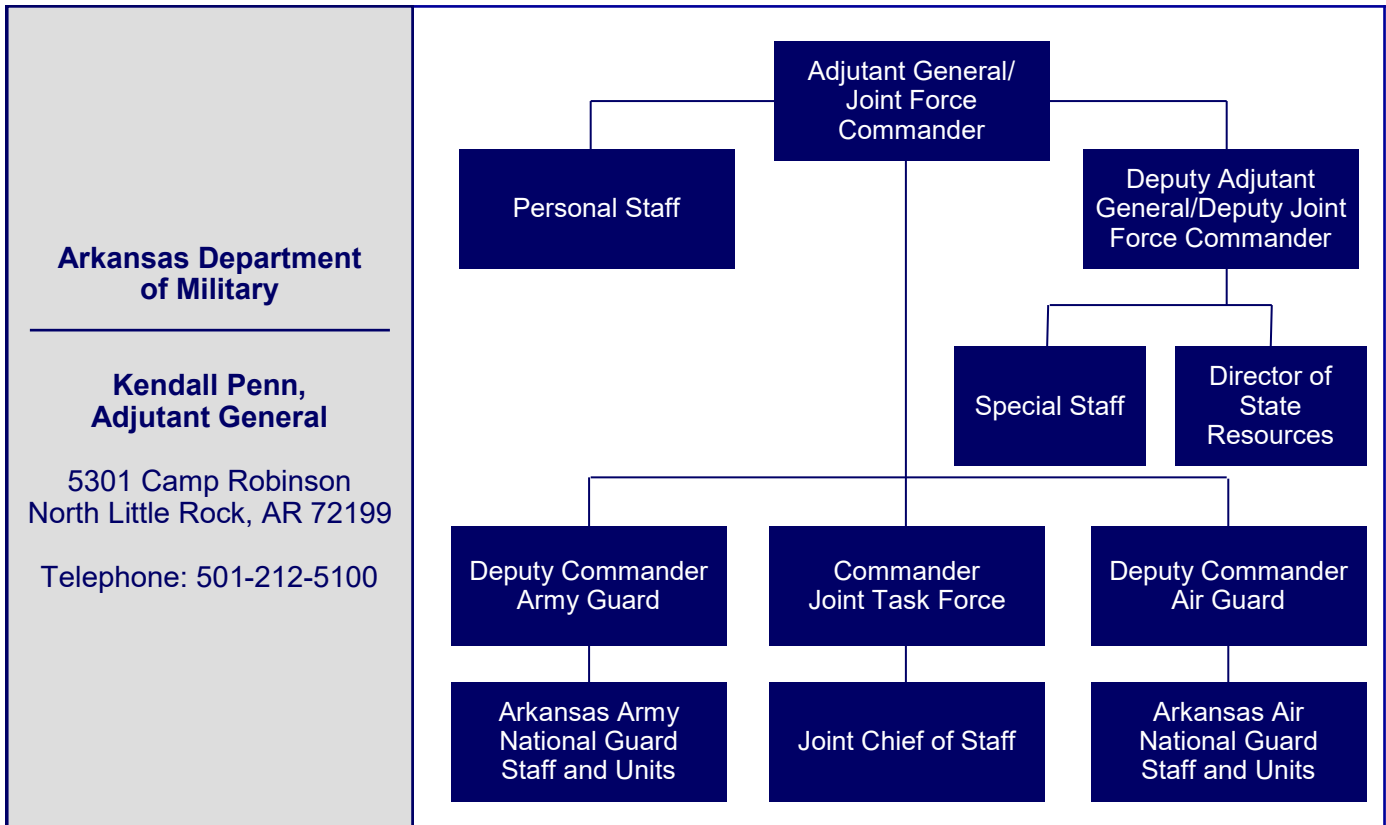 Arkansas Department
of Military
Kendall Penn,
Adjutant General
5301 Camp Robinson
North Little Rock, AR 72199
Telephone: 501-212-5100
Adjutant General/
Joint Force
Commander
Personal Staff
Deputy Adjutant
General/Deputy Joint
Force Commander
Special Staff
Director of
State
Resources
Deputy Commander
Army Guard
Commander
Joint Task Force
Deputy Commander
Air Guard
Arkansas Army
National Guard
Staff and Units
Joint Chief of Staff
Arkansas Air
National Guard
Staff and Units